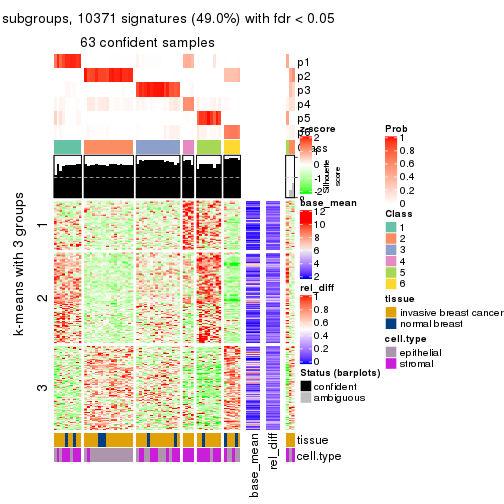 subgroups, 10371 signatures (49.0%) with fdr < 0.05
63 confident samples
p1
p2
p3
p4
p5
Class
k-means with 3 groups
1
2
3
Silhouette
score
z-score
2
1
0
-1
-2
base_mean
12
10
8
6
4
2
rel_diff
1
0.8
0.6
0.4
0.2
0
Status (barplots)
confident
ambiguous
Prob
1
0.8
0.6
0.4
0.2
0
Class
1
2
3
4
5
6
tissue
invasive breast cancer
normal breast
cell.type
epithelial
stromal
tissue
cell.type
base_mean
rel_diff